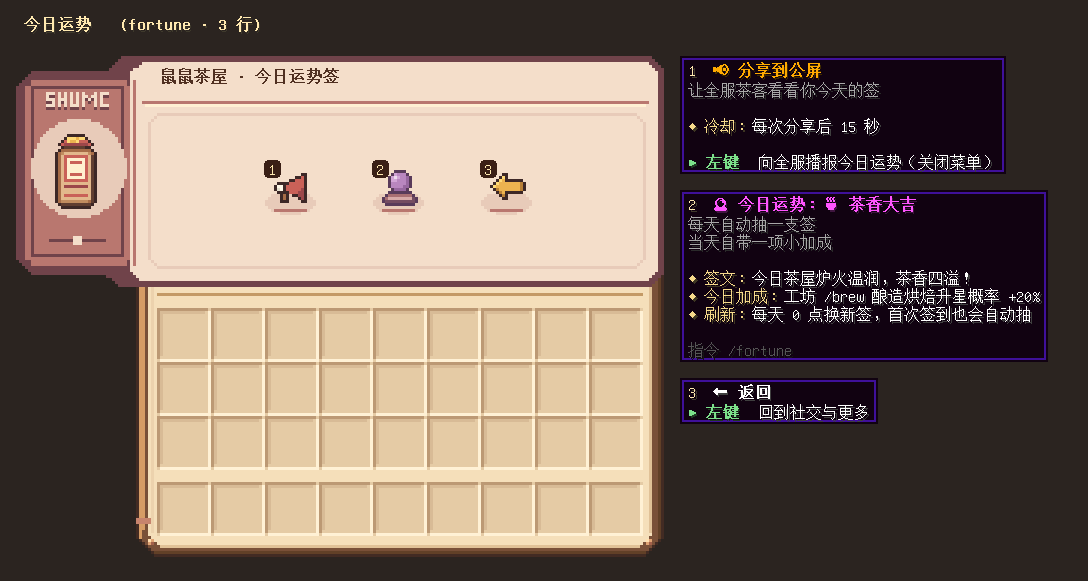 今日运势 (fortune · 3 行)
SHUMC
鼠鼠茶屋 · 今日运势签
1
2
3
1 分享到公屏
让全服茶客看看你今天的签
◆ 冷却: 每次分享后 15 秒
▶ 左键 向全服播报今日运势(关闭菜单)
2 今日运势: 茶香大吉
每天自动抽一支签
当天自带一项小加成
◆ 签文: 今日茶屋炉火温润, 茶香四溢!
◆ 今日加成: 工坊 /brew 酿造烘焙升星概率 +20%
◆ 刷新: 每天 0 点换新签, 首次签到也会自动抽
指令 /fortune
3 ← 返回
▶ 左键 回到社交与更多